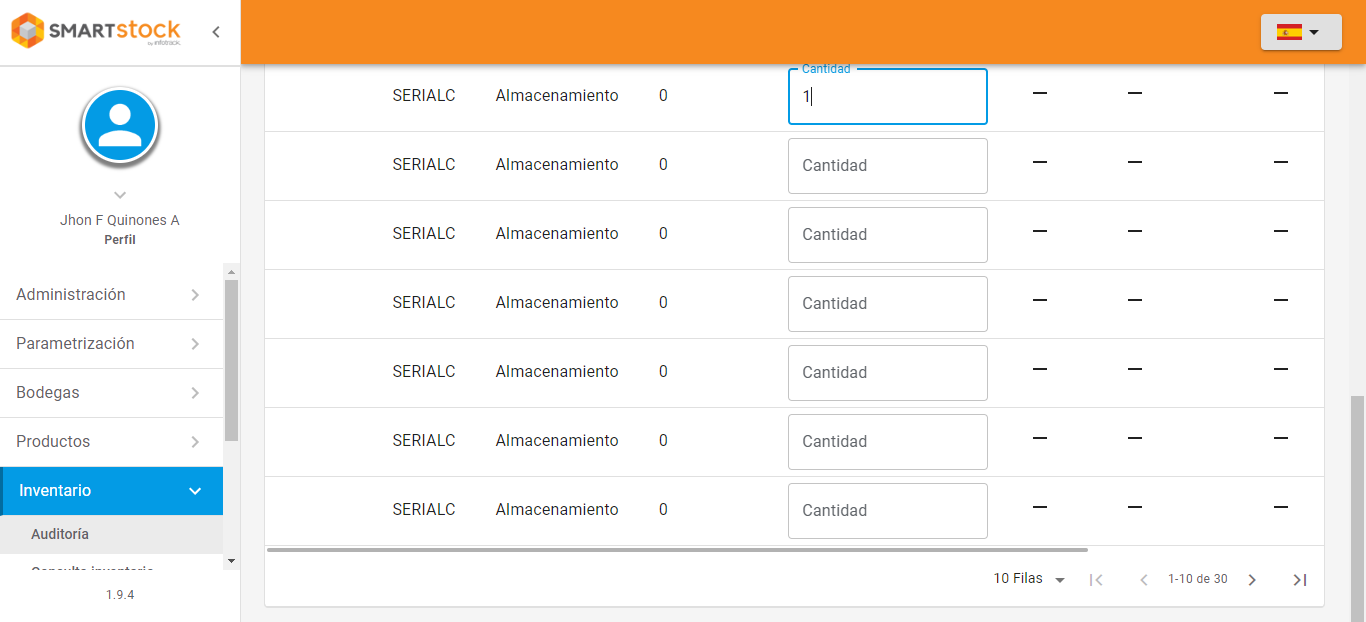 SMARTstock
by infotrack.
Jhon F Quinones A
Perfil
Administración
Parametrización
Bodegas
Productos
Inventario
Auditoría
Consulta inventario
1.9.4
Cantidad
SERIALC Almacenamiento 0 1 — — —
SERIALC Almacenamiento 0 Cantidad — — —
SERIALC Almacenamiento 0 Cantidad — — —
SERIALC Almacenamiento 0 Cantidad — — —
SERIALC Almacenamiento 0 Cantidad — — —
SERIALC Almacenamiento 0 Cantidad — — —
SERIALC Almacenamiento 0 Cantidad — — —
10 Filas 1-10 de 30